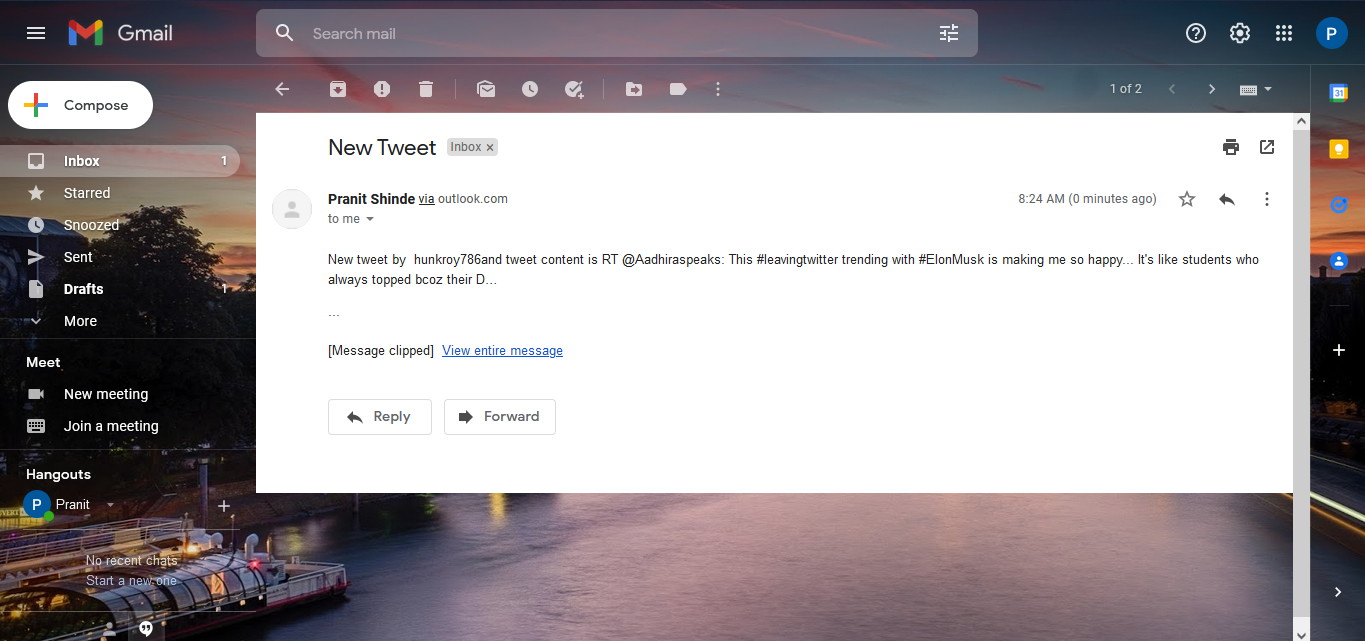 Gmail
Search mail
P
Compose
1 of 2
31
Inbox 1
Starred
Snoozed
Sent
Drafts 1
More
Meet
New meeting
Join a meeting
Hangouts
P Pranit
No recent chats
Start a new one
New Tweet Inbox x
Pranit Shinde via outlook.com 8:24 AM (0 minutes ago)
to me
New tweet by hunkroy786and tweet content is RT @Aadhiraspeaks: This #leavingtwitter trending with #ElonMusk is making me so happy... It's like students who
always topped bcoz their D...
...
[Message clipped] View entire message
Reply Forward